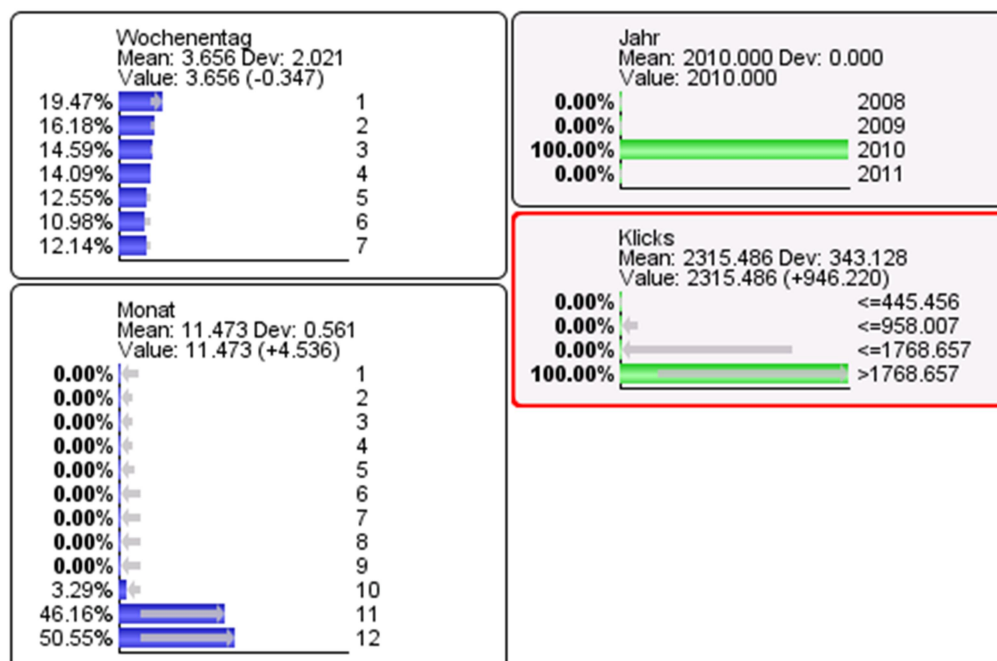 Wochenentag
Mean: 3.656 Dev: 2.021
Value: 3.656 (-0.347)
19.47% 1
16.18% 2
14.59% 3
14.09% 4
12.55% 5
10.98% 6
12.14% 7
Monat
Mean: 11.473 Dev: 0.561
Value: 11.473 (+4.536)
0.00% 1
0.00% 2
0.00% 3
0.00% 4
0.00% 5
0.00% 6
0.00% 7
0.00% 8
0.00% 9
3.29% 10
46.16% 11
50.55% 12
Jahr
Mean: 2010.000 Dev: 0.000
Value: 2010.000
0.00% 2008
0.00% 2009
100.00% 2010
0.00% 2011
Klicks
Mean: 2315.486 Dev: 343.128
Value: 2315.486 (+946.220)
0.00% <=445.456
0.00% <=958.007
0.00% <=1768.657
100.00% >1768.657